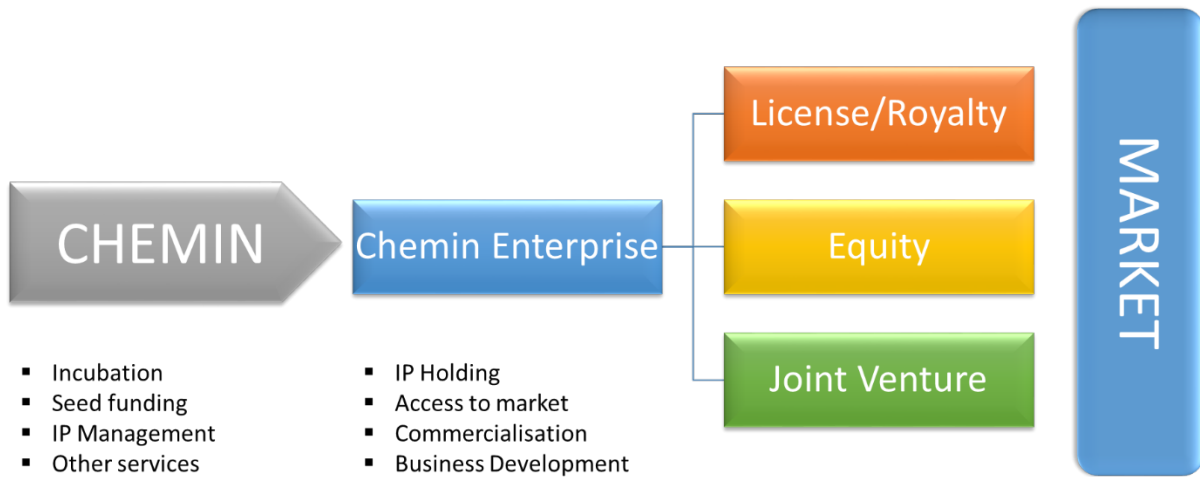 CHEMIN
▪ Incubation
▪ Seed funding
▪ IP Management
▪ Other services
Chemin Enterprise
▪ IP Holding
▪ Access to market
▪ Commercialisation
▪ Business Development
License/Royalty
Equity
Joint Venture
MARKET